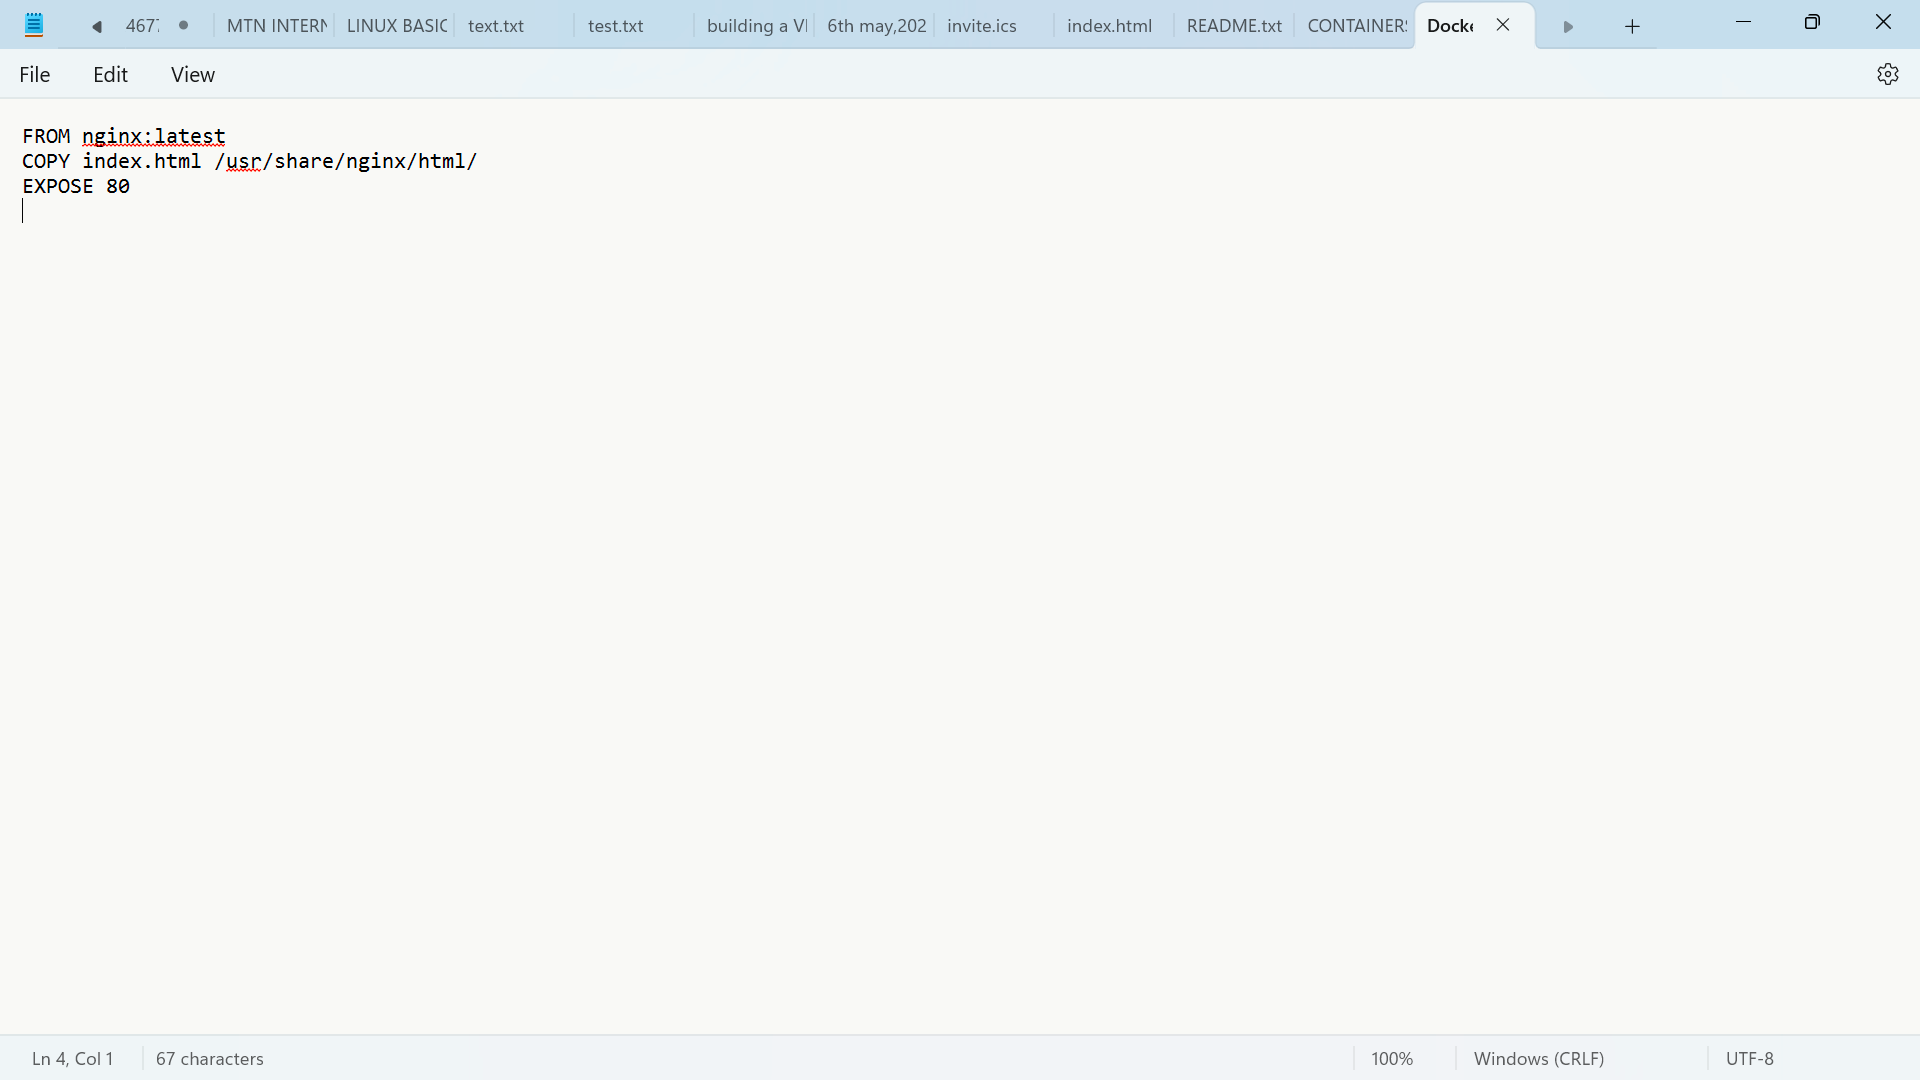 467 MTN INTERN LINUX BASIC text.txt test.txt building a VI 6th may,202 invite.ics index.html README.txt CONTAINERS Docke
File Edit View
FROM nginx:latest
COPY index.html /usr/share/nginx/html/
EXPOSE 80
Ln 4, Col 1 67 characters 100% Windows (CRLF) UTF-8